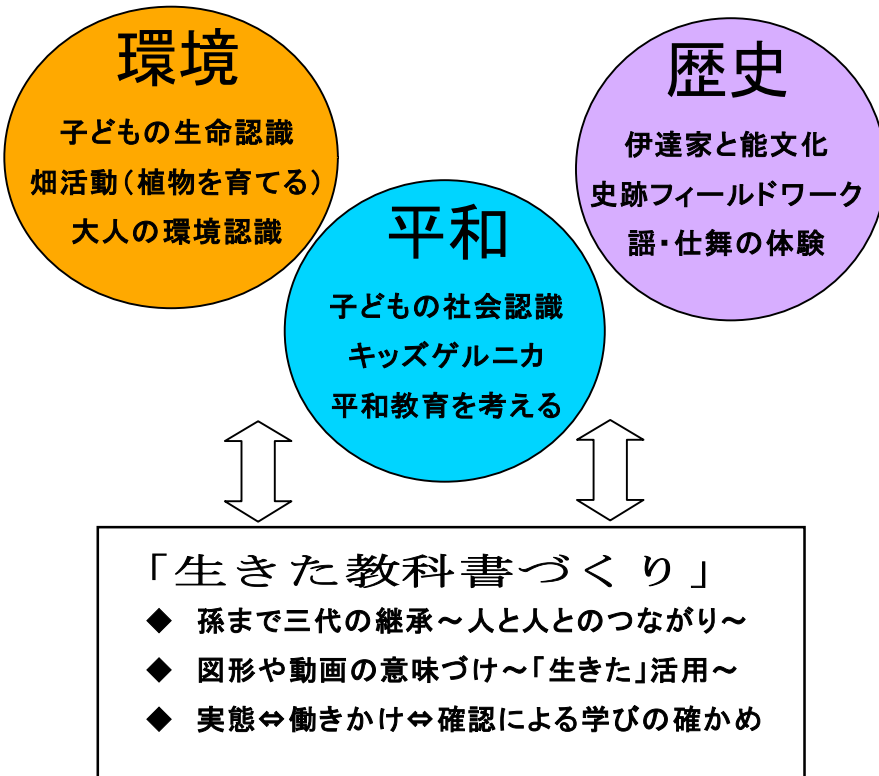 環境
子どもの生命認識
畑活動（植物を育てる）
大人の環境認識
歴史
伊達家と能文化
史跡フィールドワーク
謡・仕舞の体験
平和
子どもの社会認識
キッズゲルニカ
平和教育を考える
「生きた教科書づくり」
◆ 孫まで三代の継承～人と人とのつながり～
◆ 図形や動画の意味づけ～「生きた」活用～
◆ 実態⇔働きかけ⇔確認による学びの確かめ